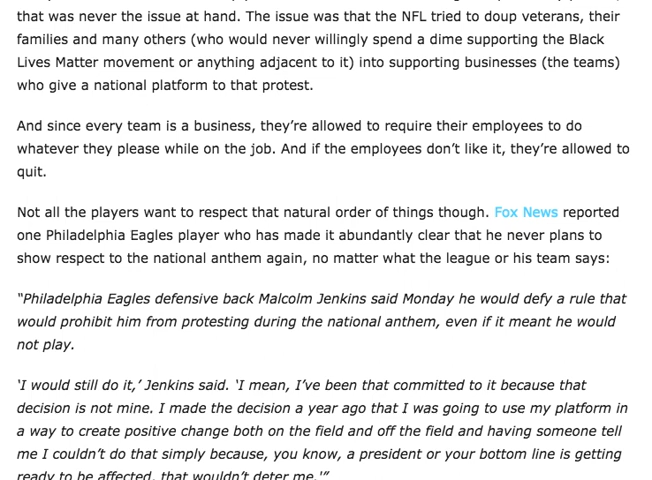 that was never the issue at hand. The issue was that the NFL tried to doup veterans, their
families and many others (who would never willingly spend a dime supporting the Black
Lives Matter movement or anything adjacent to it) into supporting businesses (the teams)
who give a national platform to that protest.
And since every team is a business, they're allowed to require their employees to do
whatever they please while on the job. And if the employees don't like it, they're allowed to
quit.
Not all the players want to respect that natural order of things though. Fox News reported
one Philadelphia Eagles player who has made it abundantly clear that he never plans to
show respect to the national anthem again, no matter what the league or his team says:
“Philadelphia Eagles defensive back Malcolm Jenkins said Monday he would defy a rule that
would prohibit him from protesting during the national anthem, even if it meant he would
not play.
‘I would still do it,’ Jenkins said. ‘I mean, I’ve been that committed to it because that
decision is not mine. I made the decision a year ago that I was going to use my platform in
a way to create positive change both on the field and off the field and having someone tell
me I couldn’t do that simply because, you know, a president or your bottom line is getting
ready to be affected, that wouldn’t deter me.’”